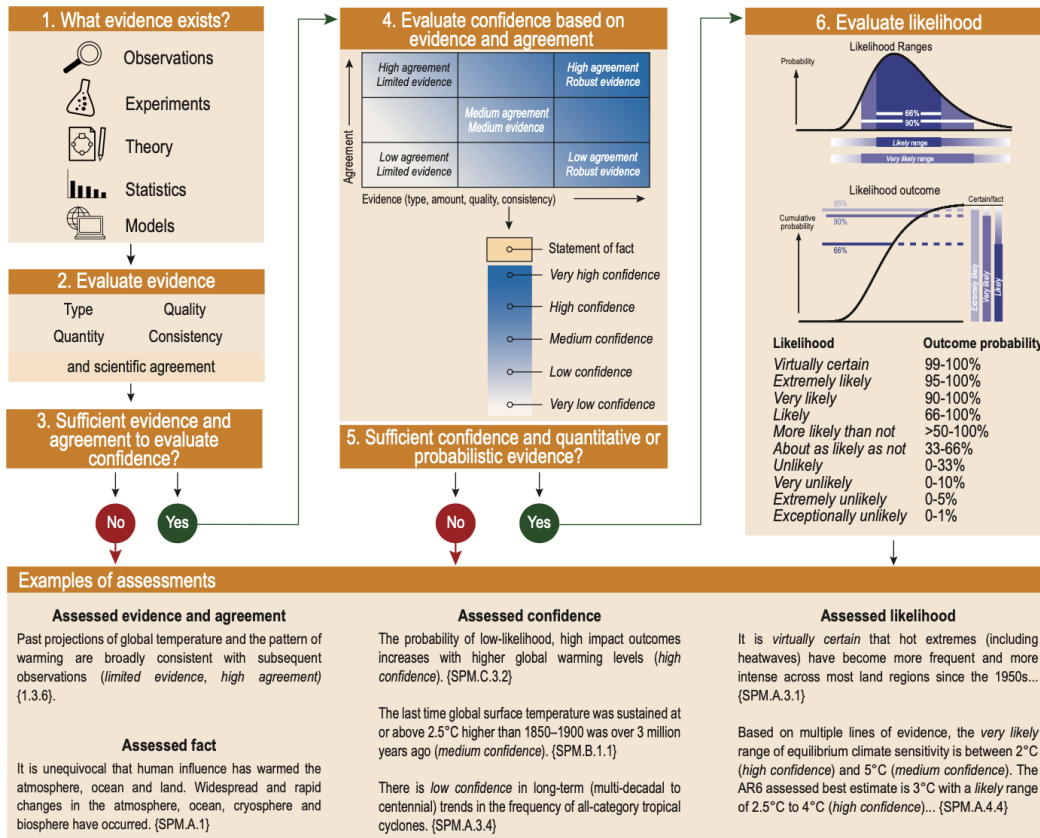 1. What evidence exists?
Observations
Experiments
Theory
Statistics
Models
2. Evaluate evidence
Type
Quality
Quantity
Consistency
and scientific agreement
3. Sufficient evidence and
agreement to evaluate
confidence?
No
Yes
4. Evaluate confidence based on
evidence and agreement
Agreement
High agreement
Limited evidence
High agreement
Robust evidence
Medium agreement
Medium evidence
Low agreement
Limited evidence
Low agreement
Robust evidence
Evidence (type, amount, quality, consistency)
Statement of fact
Very high confidence
High confidence
Medium confidence
Low confidence
Very low confidence
5. Sufficient confidence and quantitative or
probabilistic evidence?
No
Yes
6. Evaluate likelihood
Likelihood Ranges
Probability
66%
90%
Likely range
Very likely range
Likelihood outcome
Cumulative
probability
95%
90%
66%
Certain/fact
Extremely likely
Very likely
Likely
Likelihood Outcome probability
Virtually certain 99-100%
Extremely likely 95-100%
Very likely 90-100%
Likely 66-100%
More likely than not >50-100%
About as likely as not 33-66%
Unlikely 0-33%
Very unlikely 0-10%
Extremely unlikely 0-5%
Exceptionally unlikely 0-1%
Examples of assessments
Assessed evidence and agreement
Past projections of global temperature and the pattern of
warming are broadly consistent with subsequent
observations (limited evidence, high agreement)
{1.3.6}.
Assessed fact
It is unequivocal that human influence has warmed the
atmosphere, ocean and land. Widespread and rapid
changes in the atmosphere, ocean, cryosphere and
biosphere have occurred. {SPM.A.1}
Assessed confidence
The probability of low-likelihood, high impact outcomes
increases with higher global warming levels (high
confidence). {SPM.C.3.2}
The last time global surface temperature was sustained at
or above 2.5°C higher than 1850–1900 was over 3 million
years ago (medium confidence). {SPM.B.1.1}
There is low confidence in long-term (multi-decadal to
centennial) trends in the frequency of all-category tropical
cyclones. {SPM.A.3.4}
Assessed likelihood
It is virtually certain that hot extremes (including
heatwaves) have become more frequent and more
intense across most land regions since the 1950s...
{SPM.A.3.1}
Based on multiple lines of evidence, the very likely
range of equilibrium climate sensitivity is between 2°C
(high confidence) and 5°C (medium confidence). The
AR6 assessed best estimate is 3°C with a likely range
of 2.5°C to 4°C (high confidence)... {SPM.A.4.4}